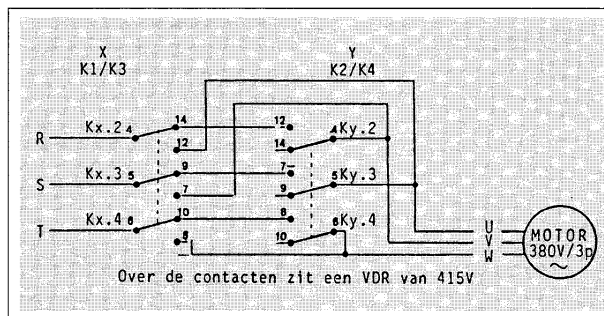 X Y
K1/K3 K2/K4
R Kx.2 4 14 12 12 14 4 Ky.2
S Kx.3 5 9 7 7 9 5 Ky.3
T Kx.4 6 10 8 8 10 6 Ky.4
U
V
W
MOTOR
380V/3p
~
Over de contacten zit een VDR van 415V